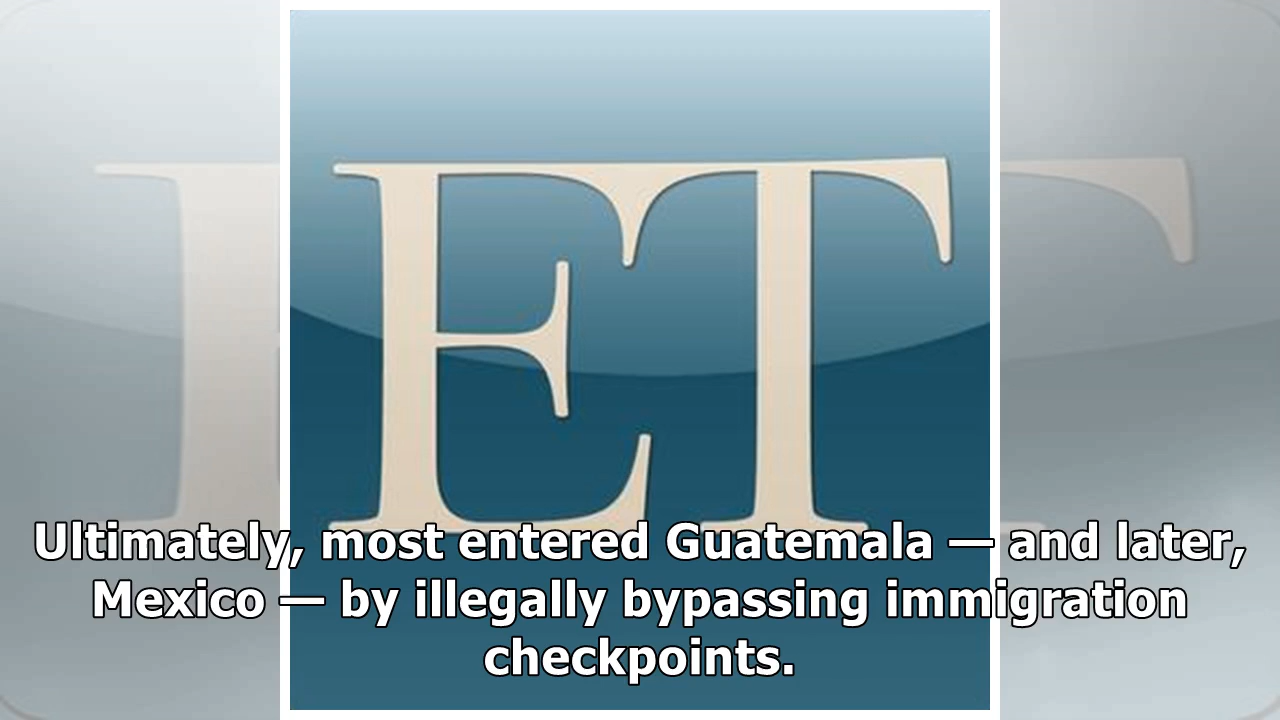 ET
Ultimately, most entered Guatemala — and later,
Mexico — by illegally bypassing immigration
checkpoints.